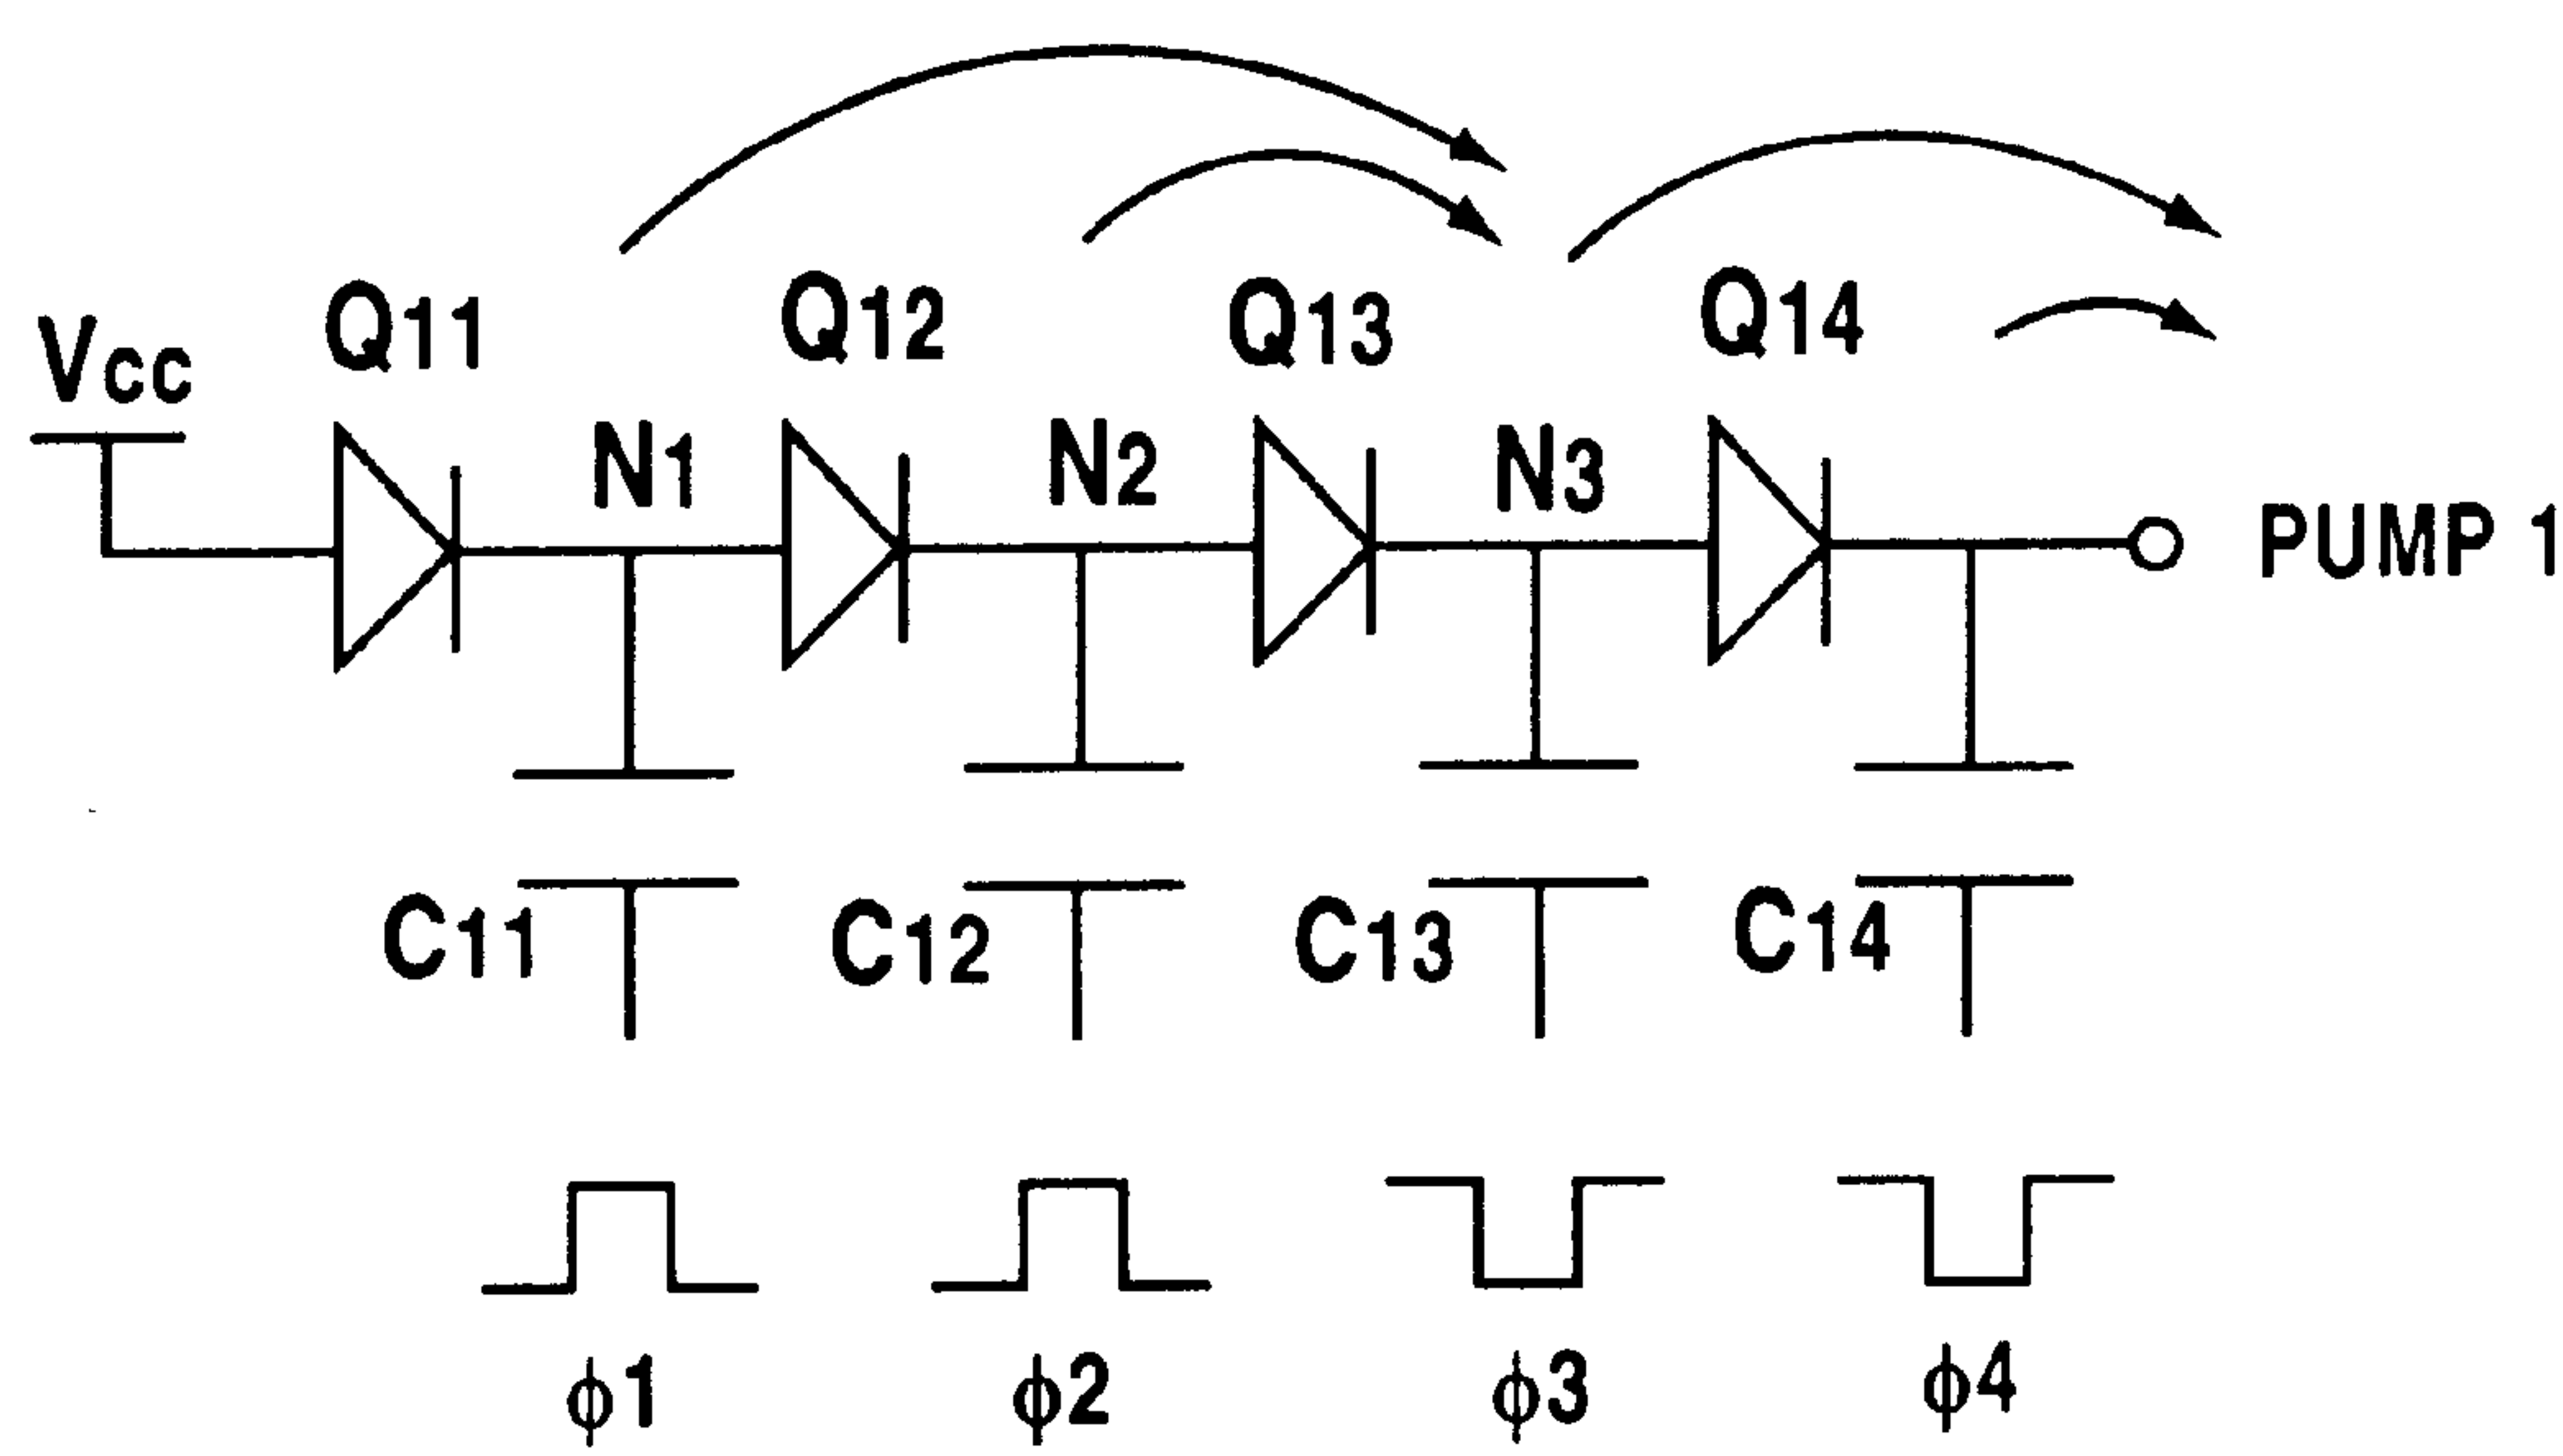 Vcc Q11 Q12 Q13 Q14
N1 N2 N3 PUMP 1
C11 C12 C13 C14
ϕ1 ϕ2 ϕ3 ϕ4